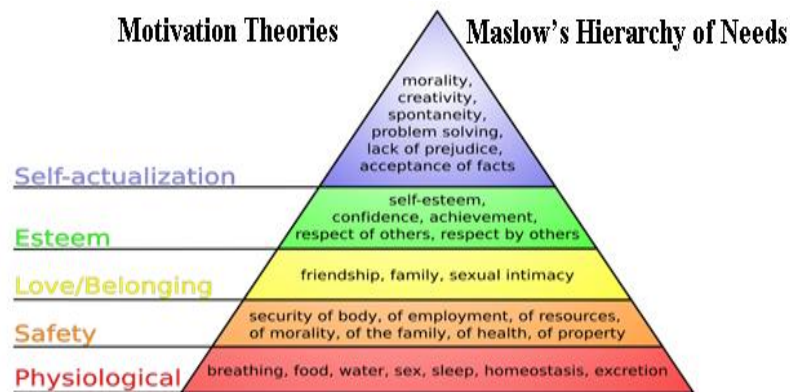 Motivation Theories
Maslow's Hierarchy of Needs
morality,
creativity,
spontaneity,
problem solving,
lack of prejudice,
acceptance of facts
Self-actualization
self-esteem,
confidence, achievement,
respect of others, respect by others
Esteem
friendship, family, sexual intimacy
Love/Belonging
security of body, of employment, of resources,
of morality, of the family, of health, of property
Safety
breathing, food, water, sex, sleep, homeostasis, excretion
Physiological